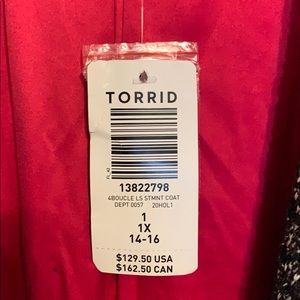 TORRID
FL_42
13822798
4BOUCLE LS STMNT COAT
DEPT 0057 20HOL1
1
1X
14-16
$129.50 USA
$162.50 CAN